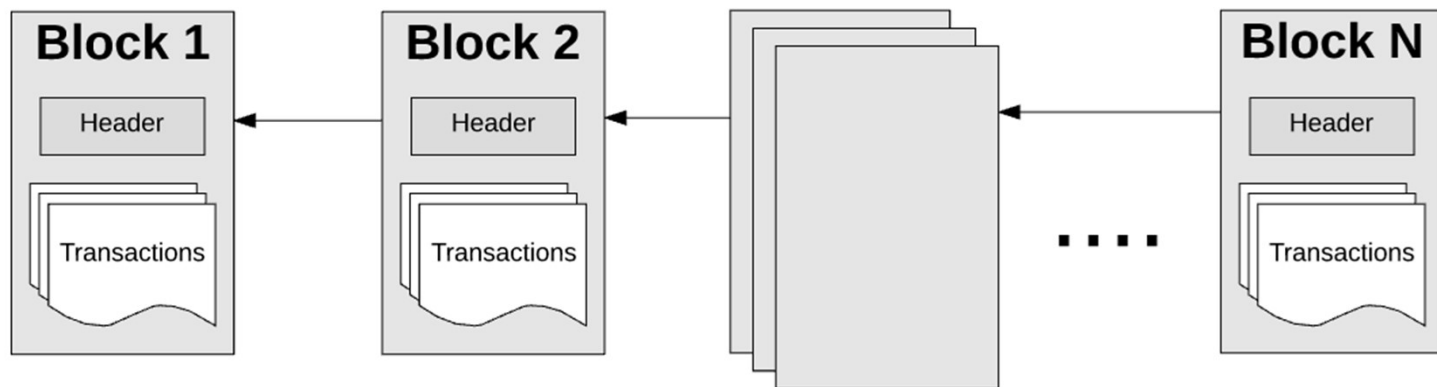 Block 1
Header
Transactions
Block 2
Header
Transactions
....
Block N
Header
Transactions